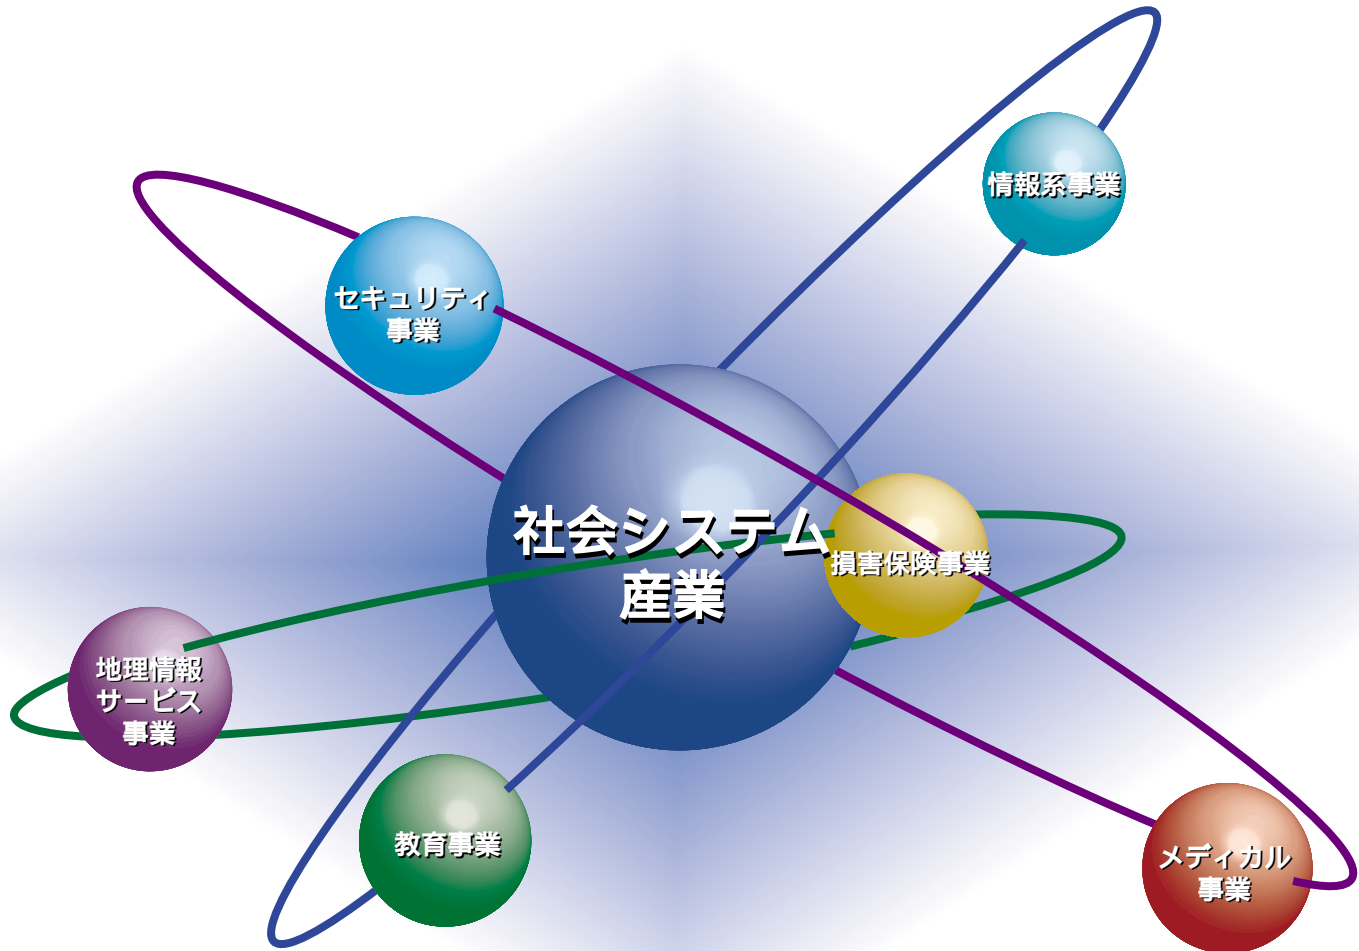 情報系事業
セキュリティ
事業
社会システム
産業
損害保険事業
地理情報
サービス
事業
教育事業
メディカル
事業